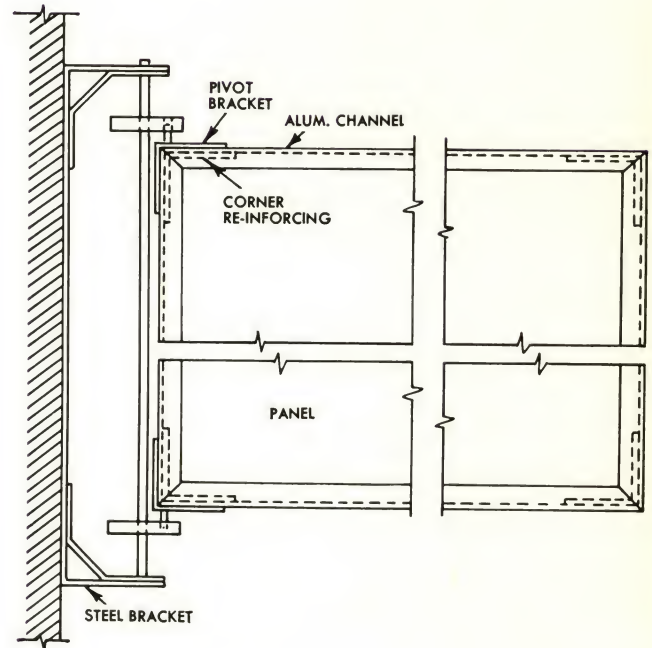 PIVOT
BRACKET
ALUM. CHANNEL
CORNER
RE-INFORCING
PANEL
STEEL BRACKET